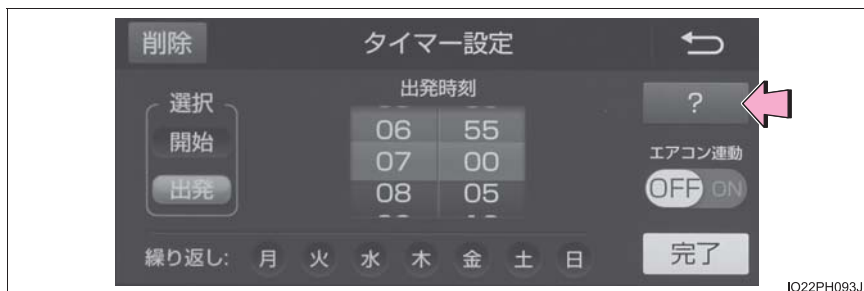 削除 タイマー設定
選択 出発時刻 ?
開始 06 55
07 00 エアコン連動
出発 08 05 OFF ON
繰り返し: 月 火 水 木 金 土 日 完了
IO22PH093J